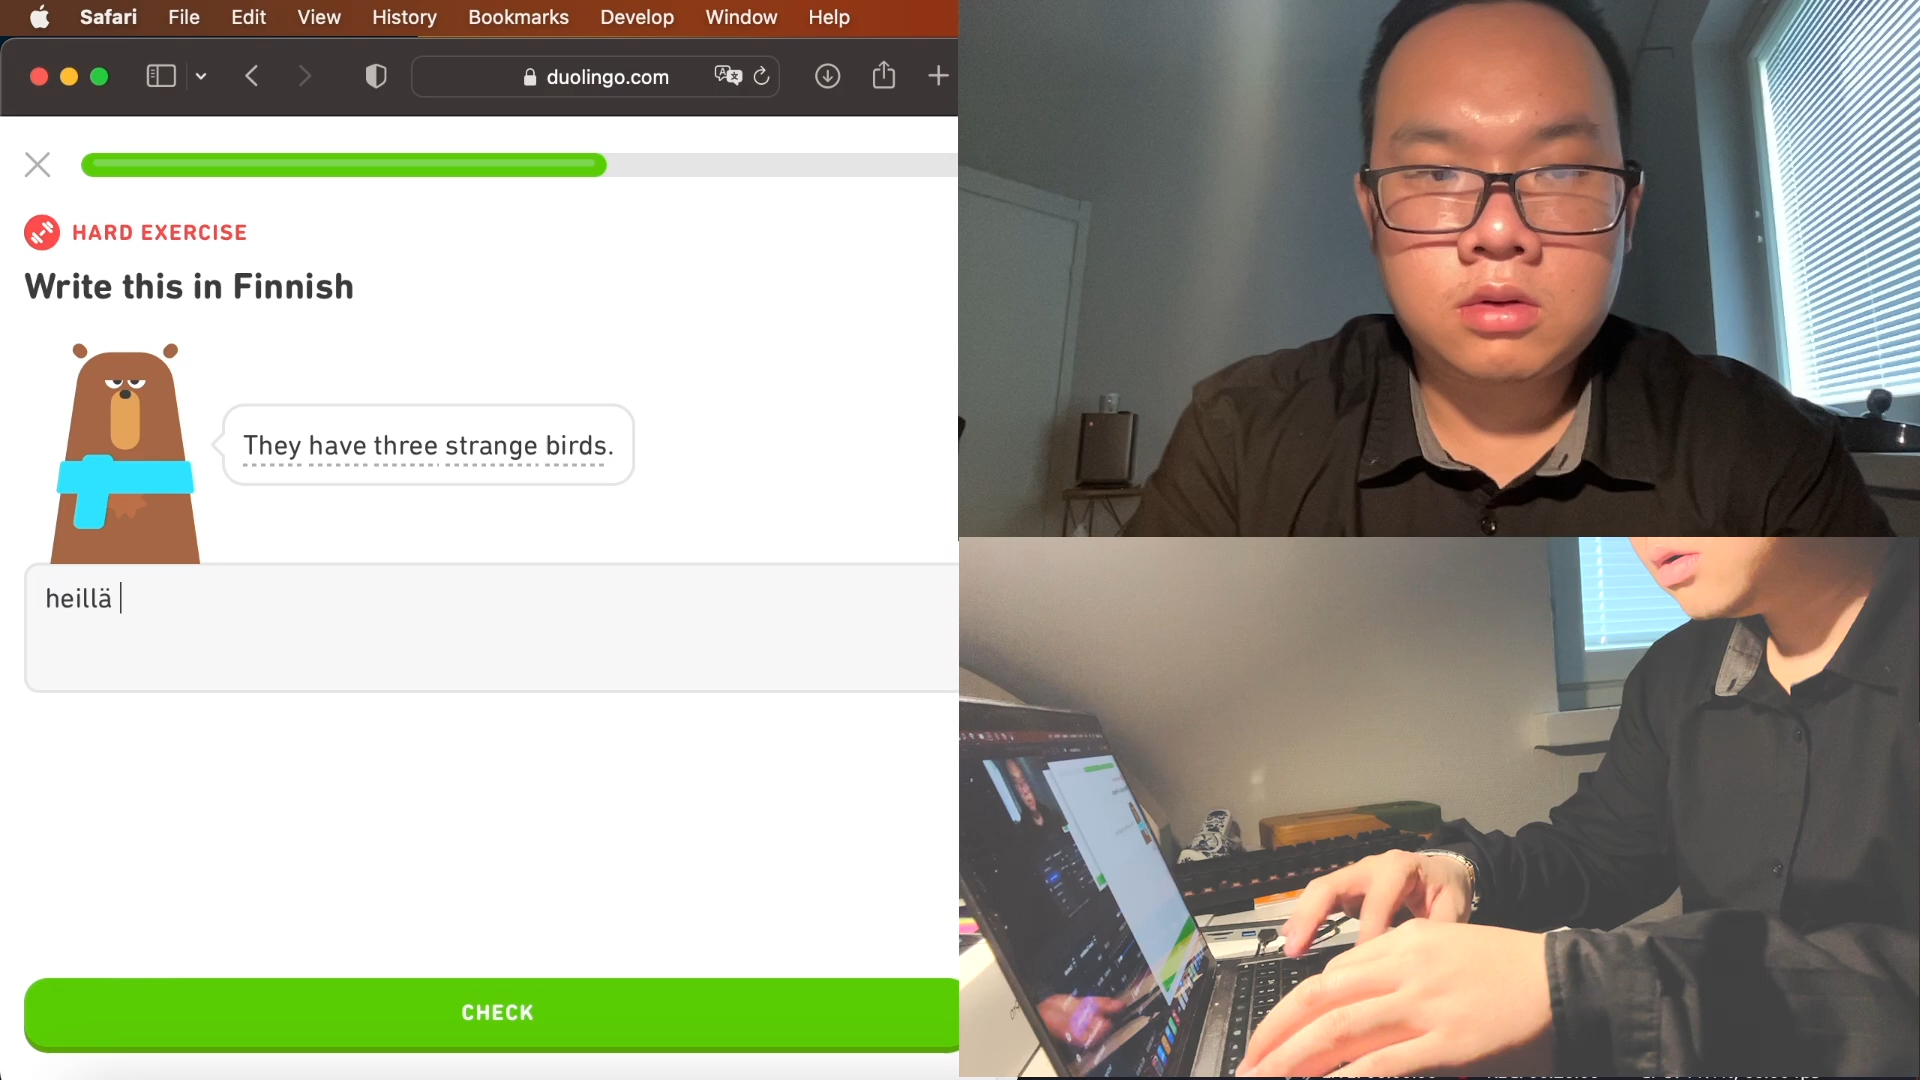 Safari File Edit View History Bookmarks Develop Window Help
duolingo.com
HARD EXERCISE
Write this in Finnish
They have three strange birds.
heillä
CHECK